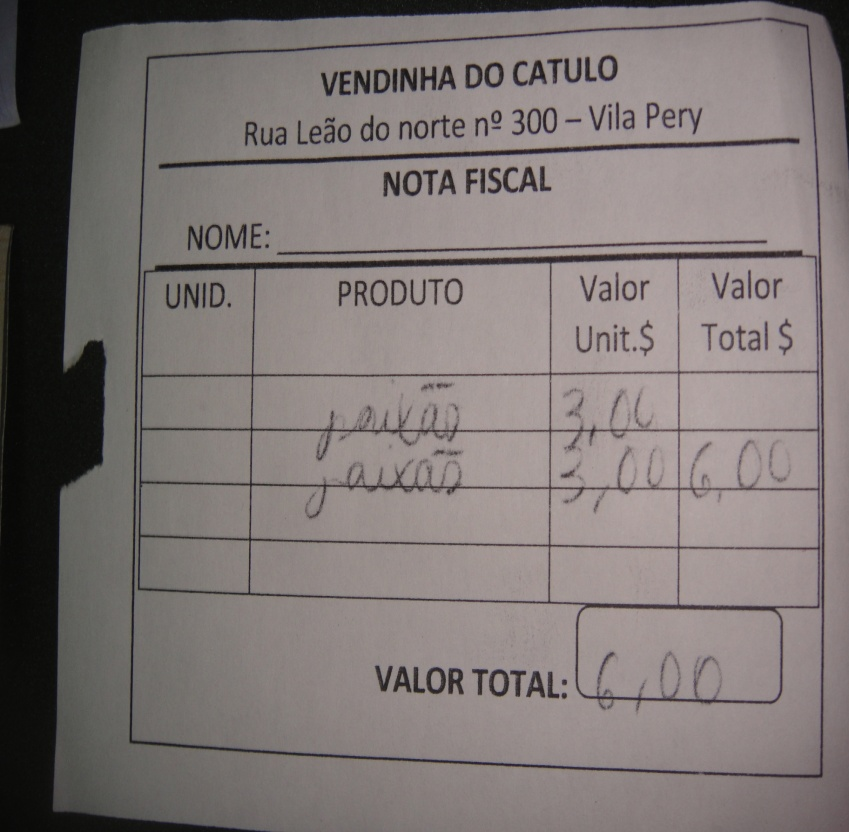 VENDINHA DO CATULO
Rua Leão do norte nº 300 – Vila Pery
NOTA FISCAL
NOME:
UNID. PRODUTO Valor Unit.$ Valor Total $
paixão 3,00
paixão 3,00 6,00
VALOR TOTAL: 6,00